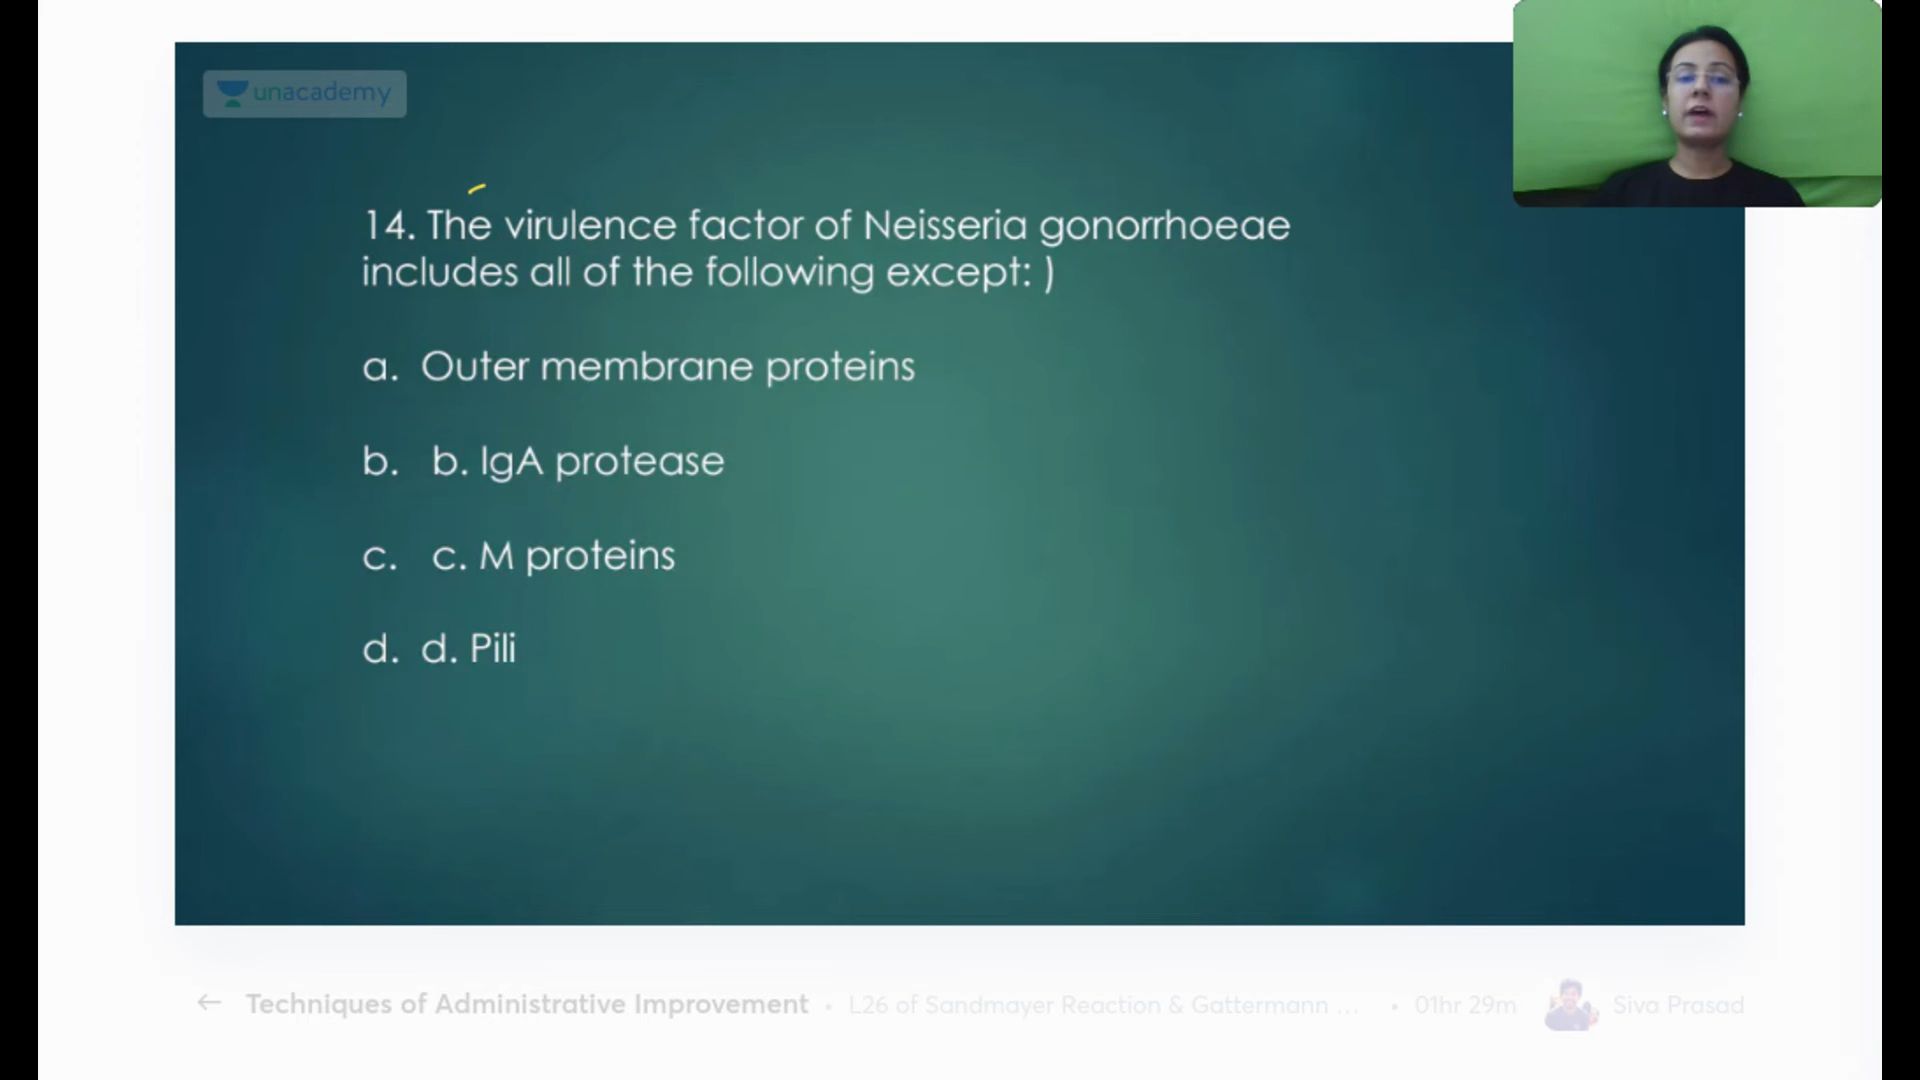 unacademy
14. The virulence factor of Neisseria gonorrhoeae
includes all of the following except: )
a. Outer membrane proteins
b. b. IgA protease
c. c. M proteins
d. d. Pili
← Techniques of Administrative Improvement • L26 of Sandmayer Reaction & Gattermann ... • 01hr 29m Siva Prasad